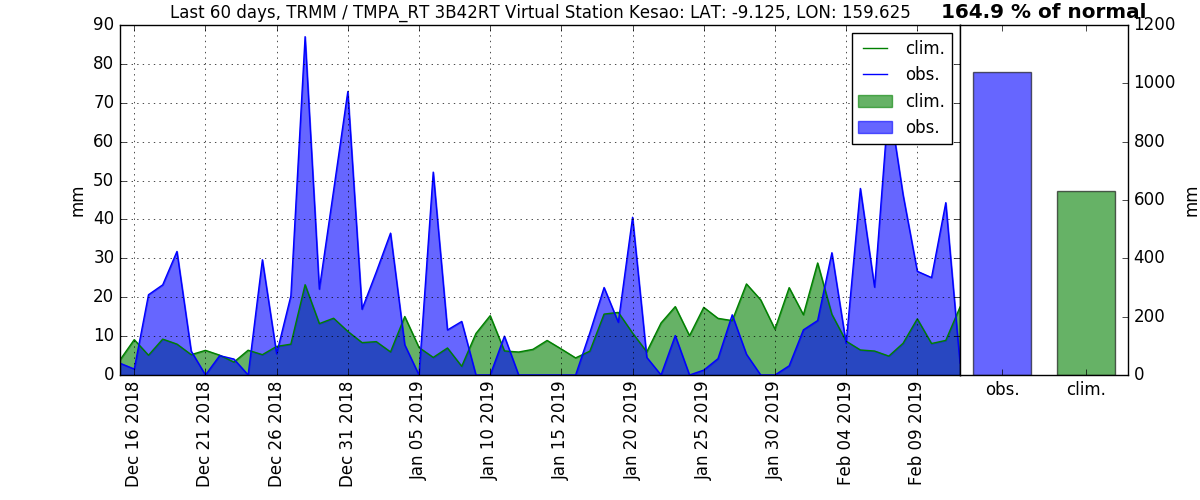 Last 60 days, TRMM / TMPA_RT 3B42RT Virtual Station Kesao: LAT: -9.125, LON: 159.625
164.9 % of normal
90
80
70
60
50
40
30
20
10
0
mm
clim.
obs.
clim.
obs.
1200
1000
800
600
400
200
0
mm
Dec 16 2018
Dec 21 2018
Dec 26 2018
Dec 31 2018
Jan 05 2019
Jan 10 2019
Jan 15 2019
Jan 20 2019
Jan 25 2019
Jan 30 2019
Feb 04 2019
Feb 09 2019
obs.
clim.